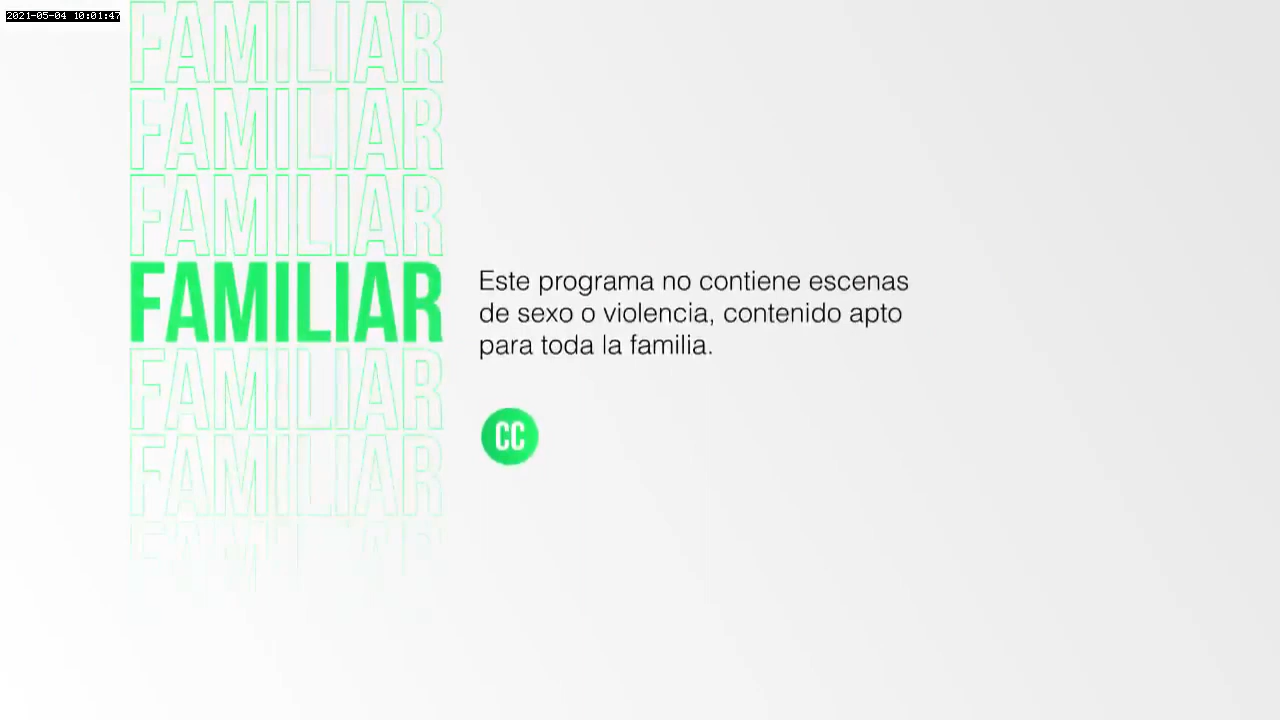 2021-05-04 10:01:47
FAMILIAR
FAMILIAR
FAMILIAR
FAMILIAR
Este programa no contiene escenas
de sexo o violencia, contenido apto
para toda la familia.
FAMILIAR
FAMILIAR
CC
FAMILIAR